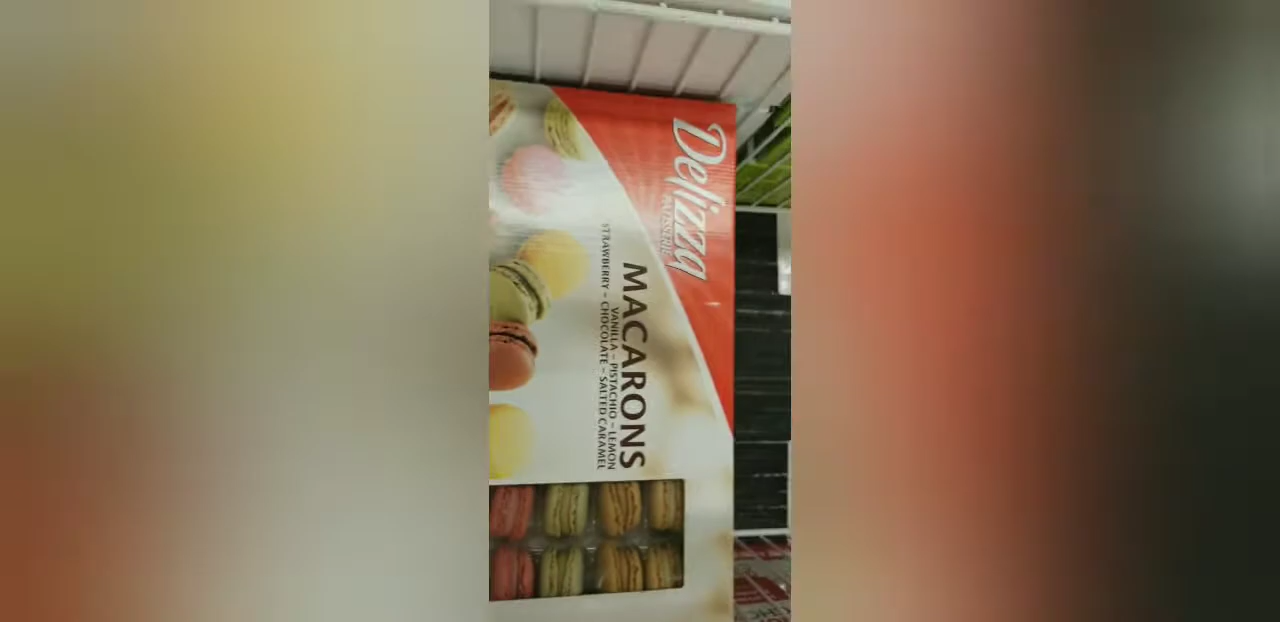 Delizza
PATISSERIE
MACARONS
VANILLA – PISTACHIO – LEMON
STRAWBERRY – CHOCOLATE – SALTED CARAMEL